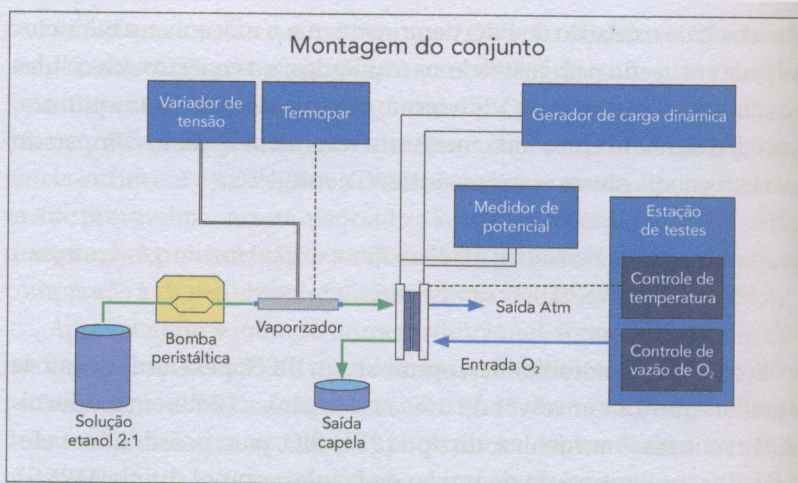 Montagem do conjunto
Variador de
tensão
Termopar
Gerador de carga dinâmica
Medidor de
potencial
Estação
de testes
Controle de
temperatura
Controle de
vazão de O₂
Bomba
peristáltica
Vaporizador
Saída Atm
Entrada O₂
Solução
etanol 2:1
Saída
capela